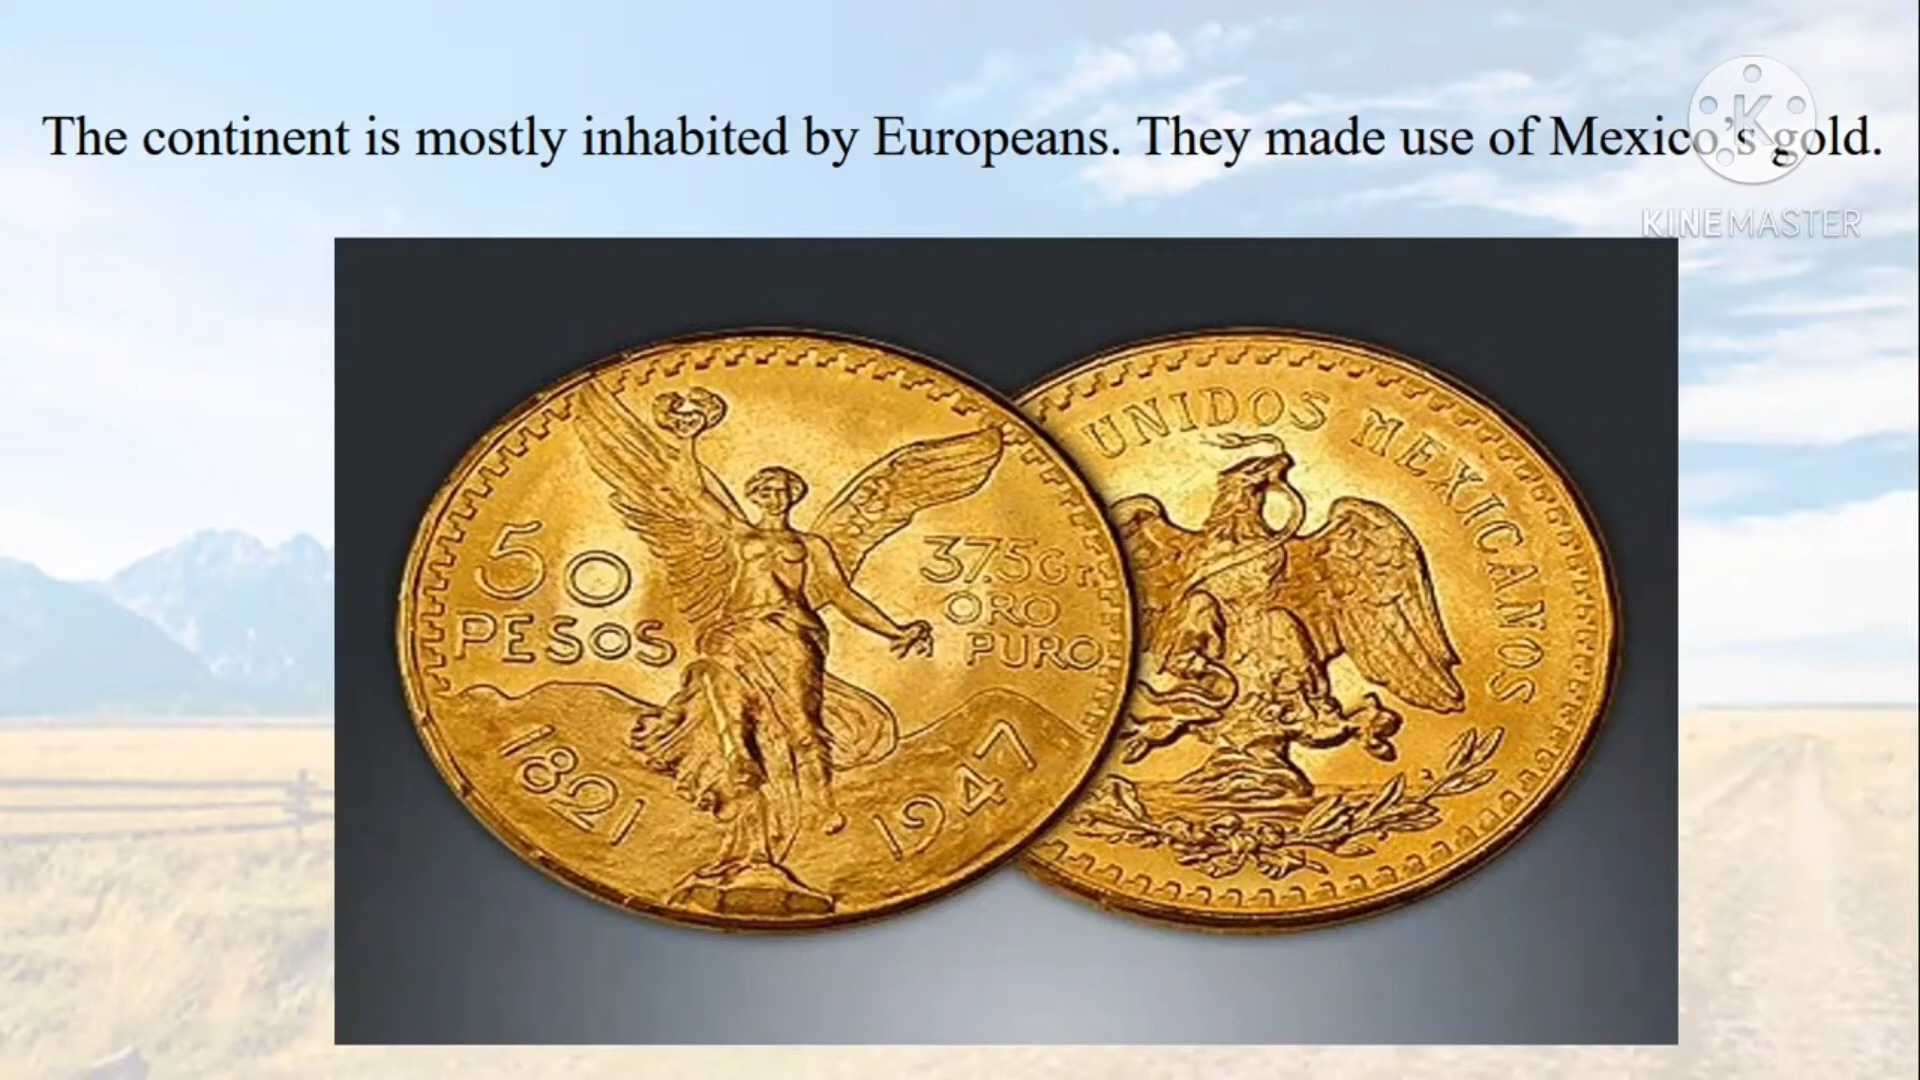 The continent is mostly inhabited by Europeans. They made use of Mexico's gold.
K
KINEMASTER
50
PESOS
37.5Gr.
ORO
PURO
1821
1947
UNIDOS MEXICANOS